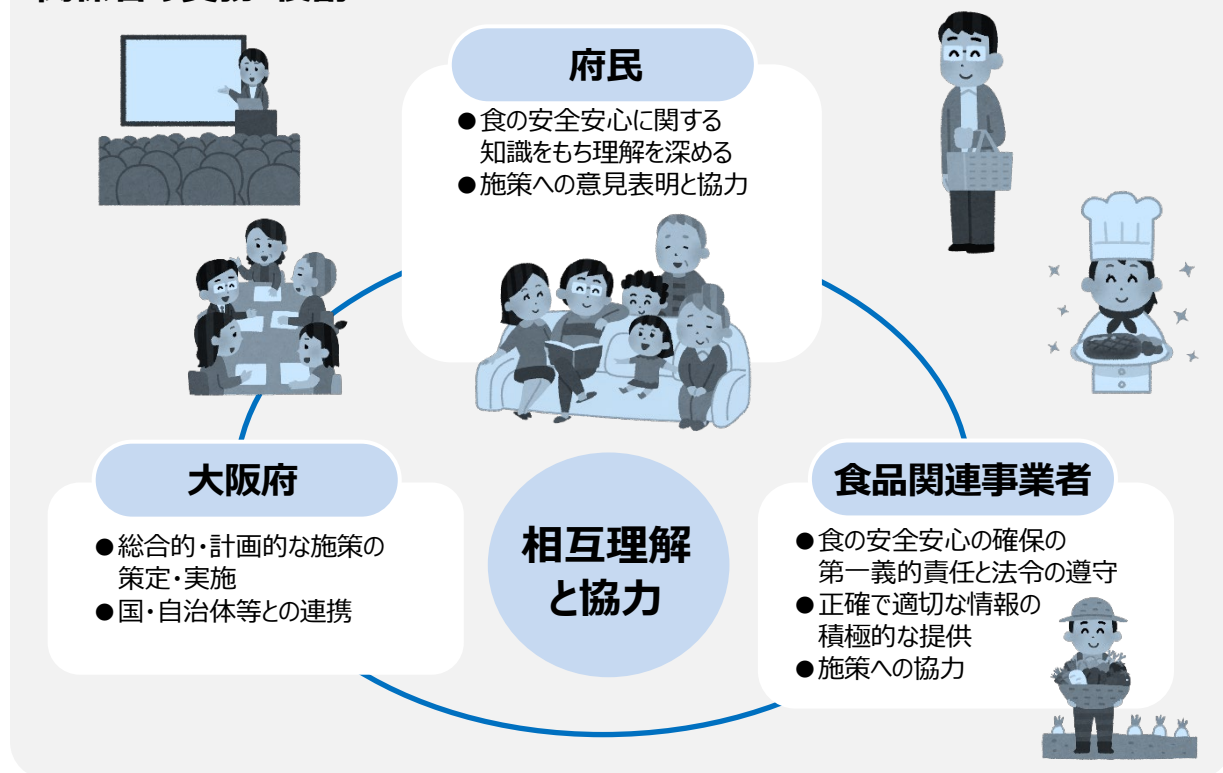 府民
●食の安全安心に関する
知識をもち理解を深める
●施策への意見表明と協力
大阪府
●総合的・計画的な施策の
策定・実施
●国・自治体等との連携
相互理解
と協力
食品関連事業者
●食の安全安心の確保の
第一義的責任と法令の遵守
●正確で適切な情報の
積極的な提供
●施策への協力